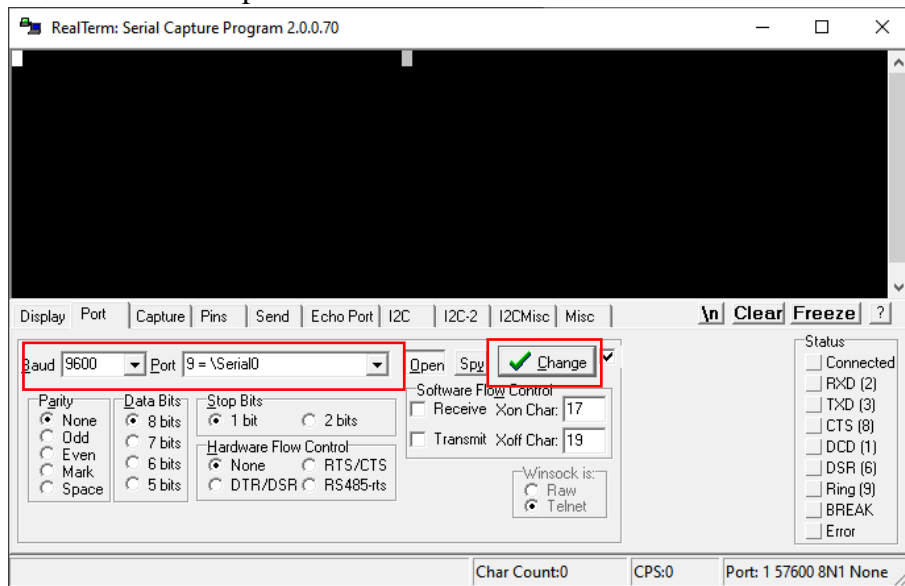 RealTerm: Serial Capture Program 2.0.0.70
Display Port Capture Pins Send Echo Port I2C I2C-2 I2CMisc Misc \n Clear Freeze ?
Baud 9600 Port 9 = \Serial0 Open Spy Change
Status
Connected
RXD (2)
TXD (3)
CTS (8)
DCD (1)
DSR (6)
Ring (9)
BREAK
Error
Parity
None
Odd
Even
Mark
Space
Data Bits
8 bits
7 bits
6 bits
5 bits
Stop Bits
1 bit 2 bits
Hardware Flow Control
None RTS/CTS
DTR/DSR RS485-rts
Software Flow Control
Receive Xon Char: 17
Transmit Xoff Char: 19
Winsock is:
Raw
Telnet
Char Count:0 CPS:0 Port: 1 57600 8N1 None